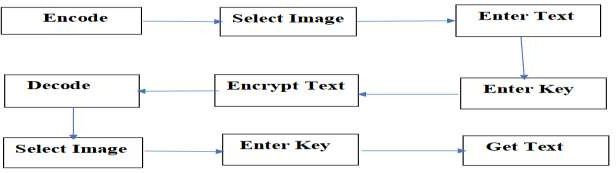 Encode
Select Image
Enter Text
Decode
Encrypt Text
Enter Key
Select Image
Enter Key
Get Text